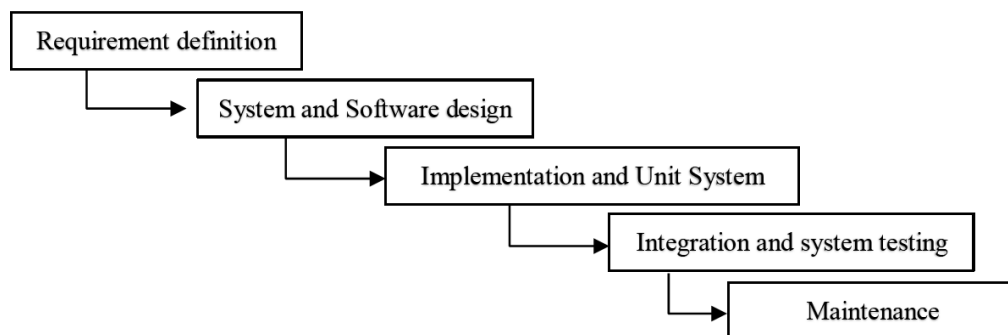 Requirement definition
System and Software design
Implementation and Unit System
Integration and system testing
Maintenance